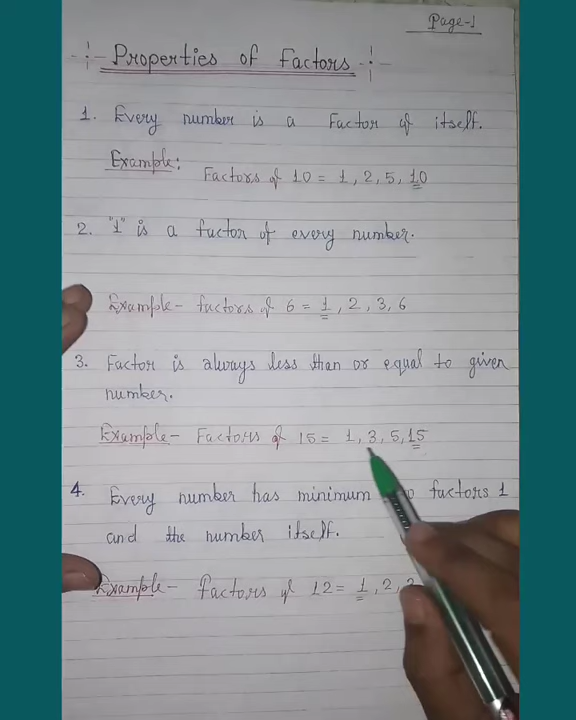 Page-1
Properties of Factors
1. Every number is a Factor of itself.
Example: Factors of 10 = 1, 2, 5, 10
2. "1" is a factor of every number.
Example- factors of 6 = 1, 2, 3, 6
3. Factor is always less than or equal to given
number.
Example- Factors of 15 = 1, 3, 5, 15
4. Every number has minimum factors 1
and the number itself.
Example- Factors of 12 = 1, 2,